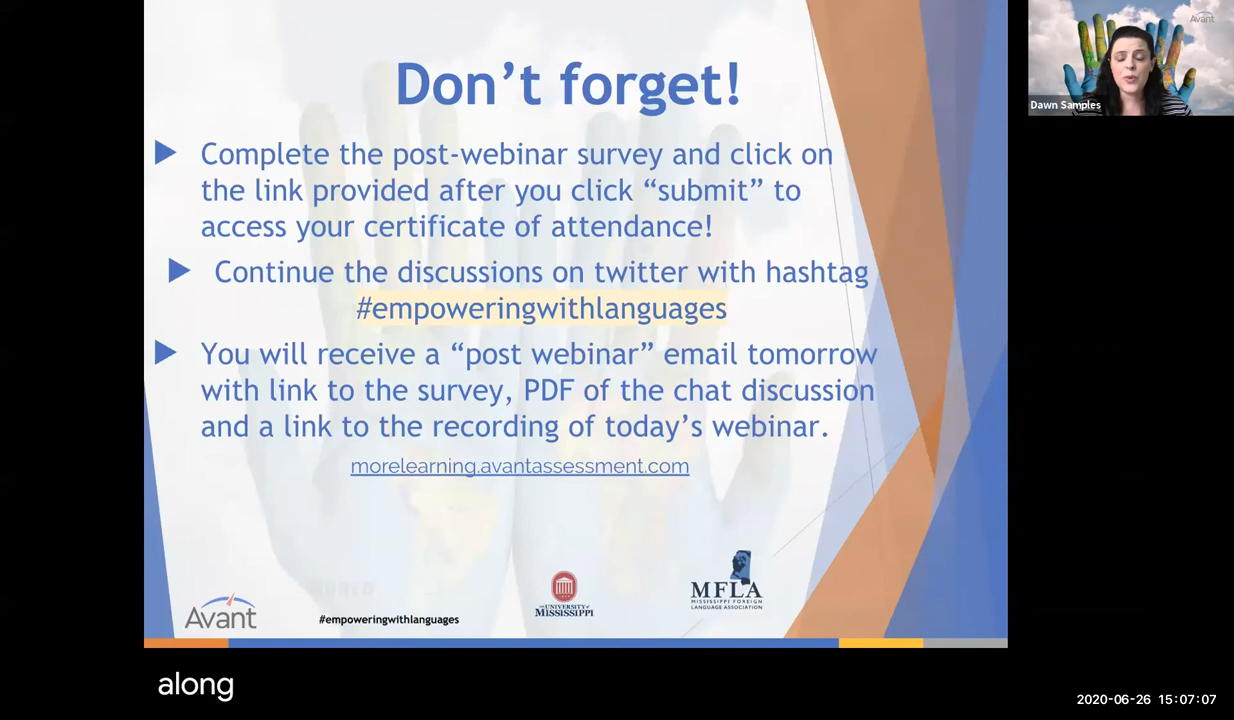 Don’t forget!
Complete the post-webinar survey and click on
the link provided after you click “submit” to
access your certificate of attendance!
Continue the discussions on twitter with hashtag
#empoweringwithlanguages
You will receive a “post webinar” email tomorrow
with link to the survey, PDF of the chat discussion
and a link to the recording of today’s webinar.
morelearning.avantassessment.com
Avant
#empoweringwithlanguages
THE UNIVERSITY of
MISSISSIPPI
MFLA
MISSISSIPPI FOREIGN
LANGUAGE ASSOCIATION
Avant
Dawn Samples
along
2020-06-26 15:07:07